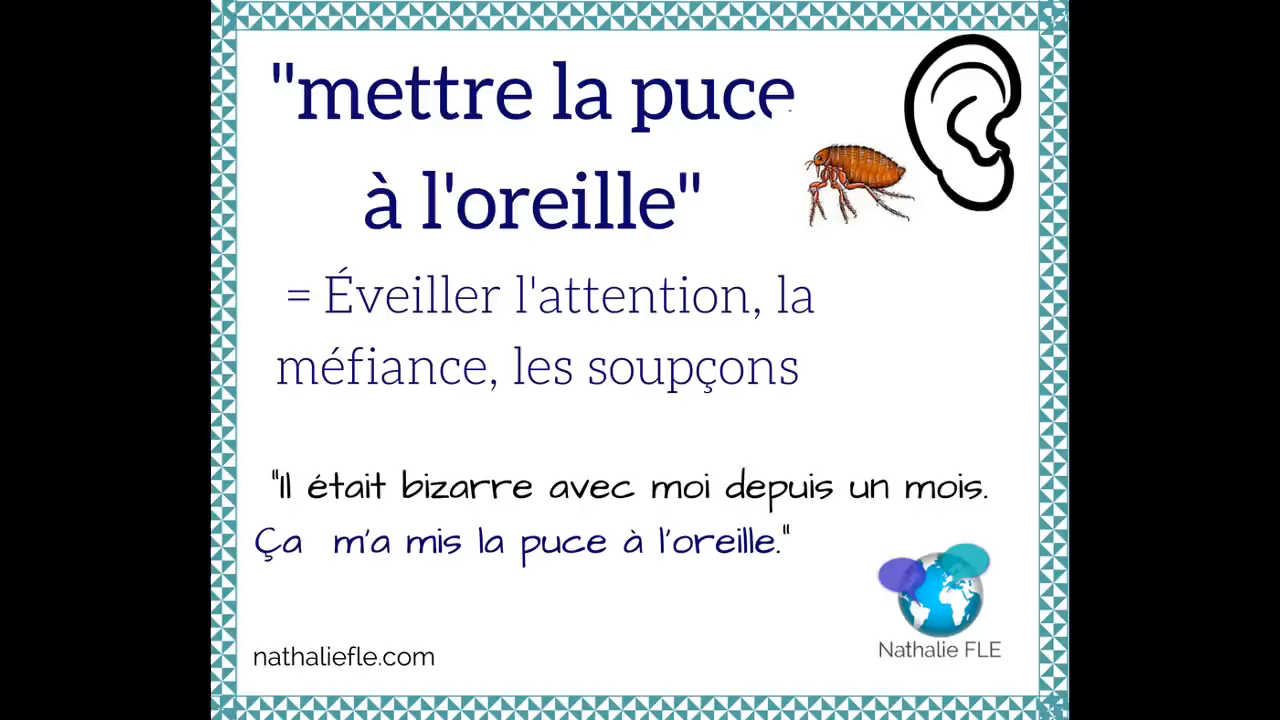 "mettre la puce
à l'oreille"
= Éveiller l'attention, la
méfiance, les soupçons
"Il était bizarre avec moi depuis un mois.
Ça m'a mis la puce à l'oreille."
nathaliefle.com
Nathalie FLE